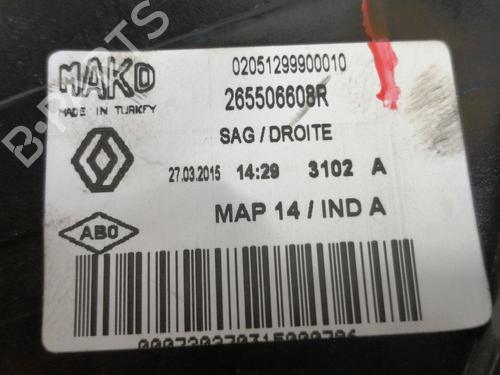 MAKO
MADE IN TURKEY
02051299900010
265506608R
SAG / DROITE
27.03.2015 14:29 3102 A
MAP 14 / IND A
ABO
B-PARTS